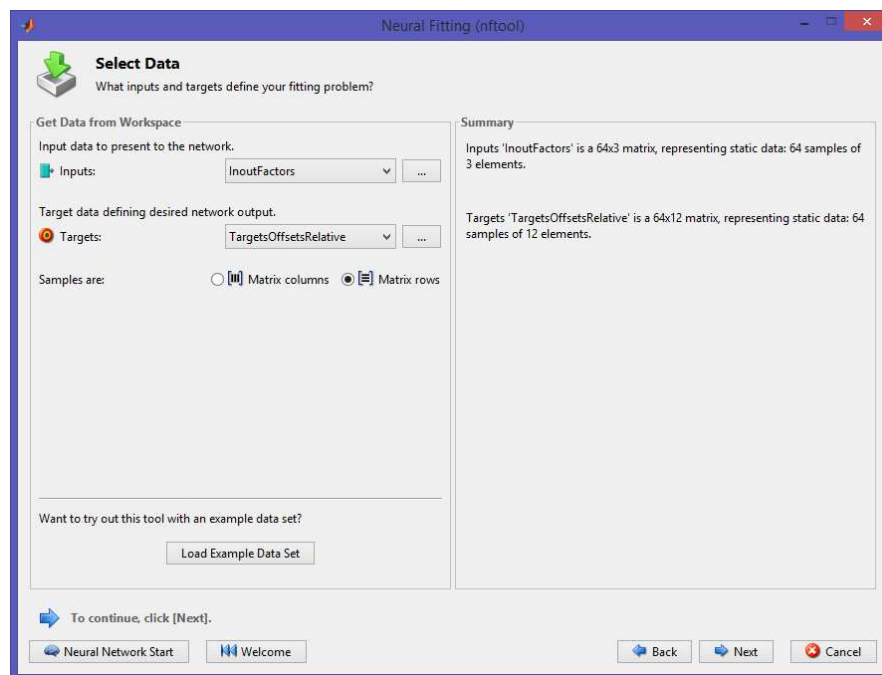 Neural Fitting (nftool)
Select Data
What inputs and targets define your fitting problem?
Get Data from Workspace
Input data to present to the network.
Inputs:
InoutFactors
...
Target data defining desired network output.
Targets:
TargetsOffsetsRelative
...
Samples are:
Matrix columns
Matrix rows
Want to try out this tool with an example data set?
Load Example Data Set
Summary
Inputs 'InoutFactors' is a 64x3 matrix, representing static data: 64 samples of
3 elements.
Targets 'TargetsOffsetsRelative' is a 64x12 matrix, representing static data: 64
samples of 12 elements.
To continue, click [Next].
Neural Network Start
Welcome
Back
Next
Cancel